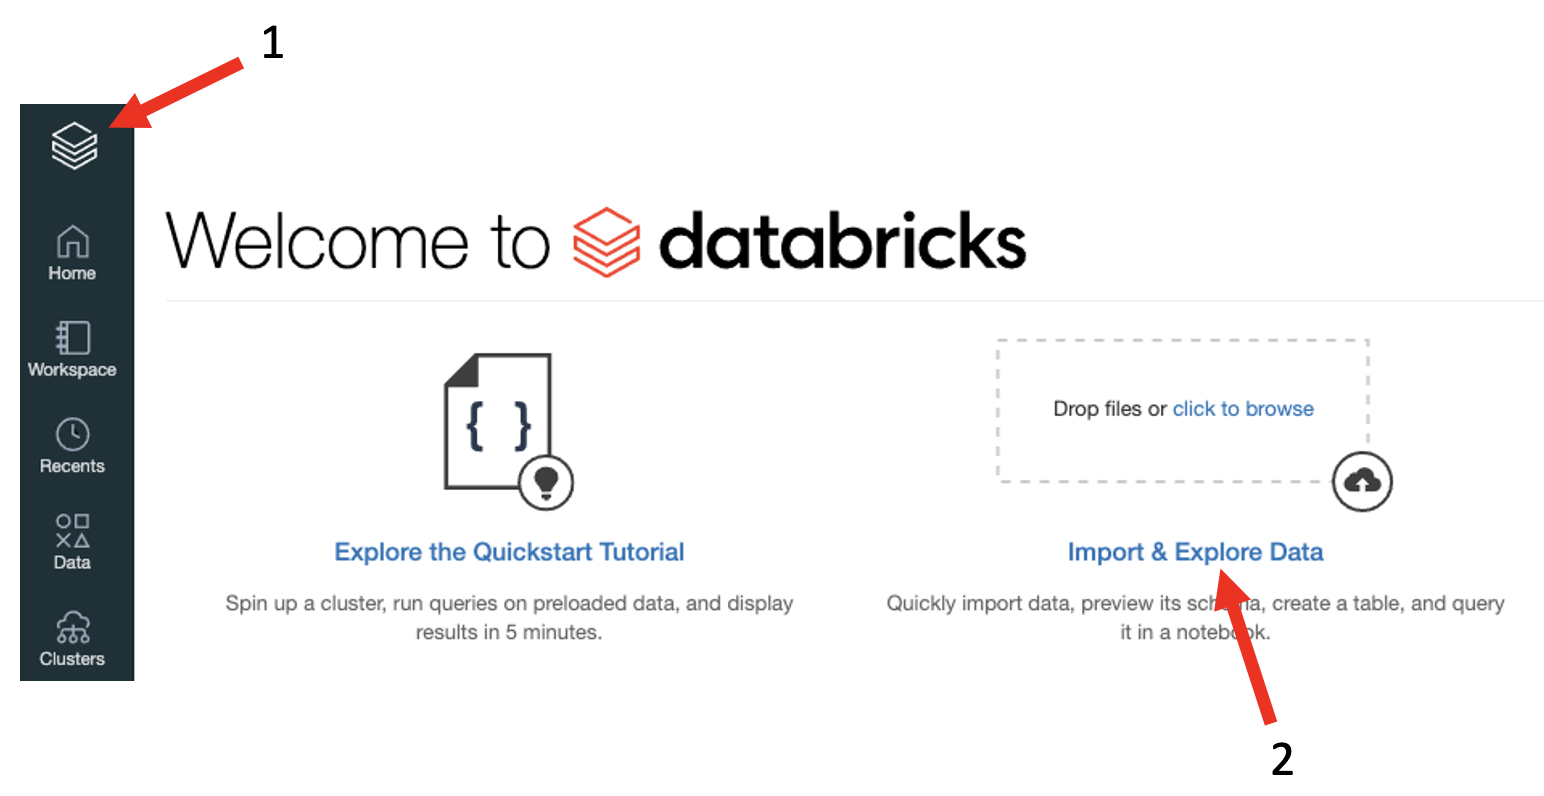 1
Home
Workspace
Recents
Data
Clusters
Welcome to databricks
{ }
Explore the Quickstart Tutorial
Spin up a cluster, run queries on preloaded data, and display
results in 5 minutes.
Drop files or click to browse
Import & Explore Data
Quickly import data, preview its schema, create a table, and query
it in a notebook.
2